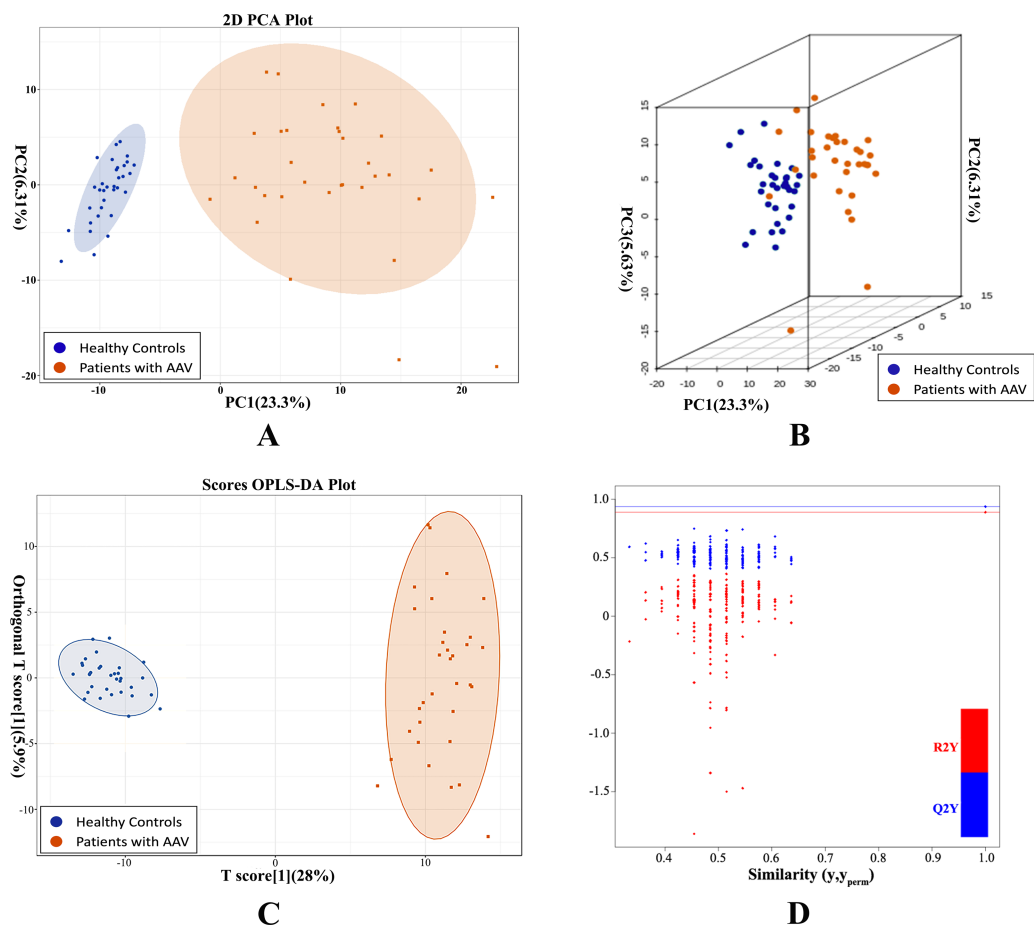 2D PCA Plot
PC2(6.31%)
10
0
-10
-20
-10
0
10
20
PC1(23.3%)
Healthy Controls
Patients with AAV
A
15
10
5
0
-5
-10
-15
-20
PC3(5.63%)
-20
-10
0
10
20
30
PC1(23.3%)
-20
-15
-10
-5
0
5
10
15
PC2(6.31%)
Healthy Controls
Patients with AAV
B
Scores OPLS-DA Plot
Orthogonal T score[1](5.9%)
10
5
0
-5
-10
-10
0
10
T score[1](28%)
Healthy Controls
Patients with AAV
C
1.0
0.5
0
-0.5
-1.0
-1.5
0.4
0.5
0.6
0.7
0.8
0.9
1.0
Similarity (y,yperm)
R2Y
Q2Y
D